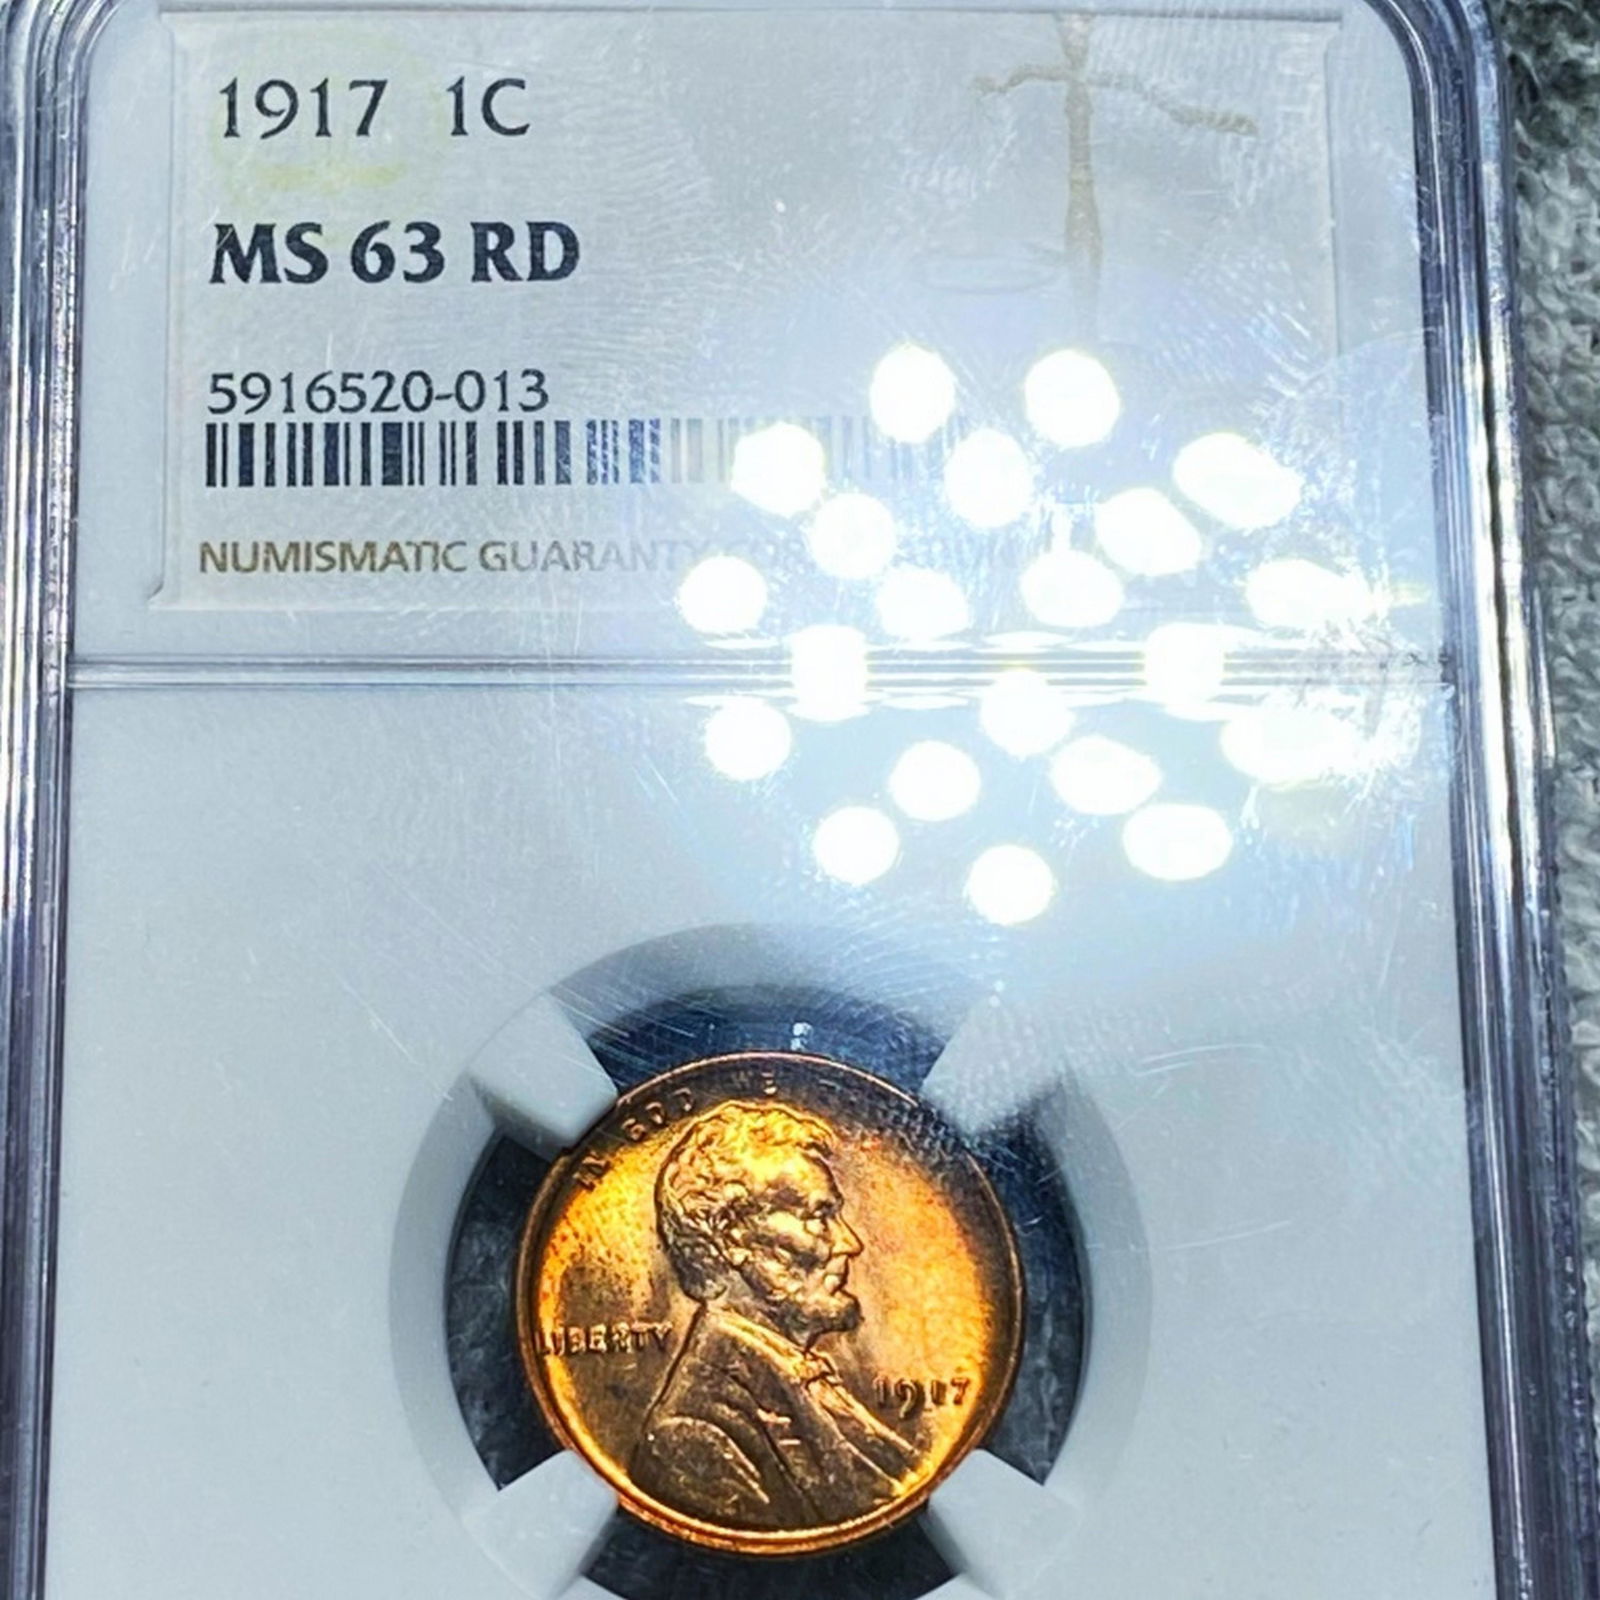 1917 1C
MS 63 RD
5916520-013
NUMISMATIC GUARANTY
IN GOD WE
LIBERTY
1917